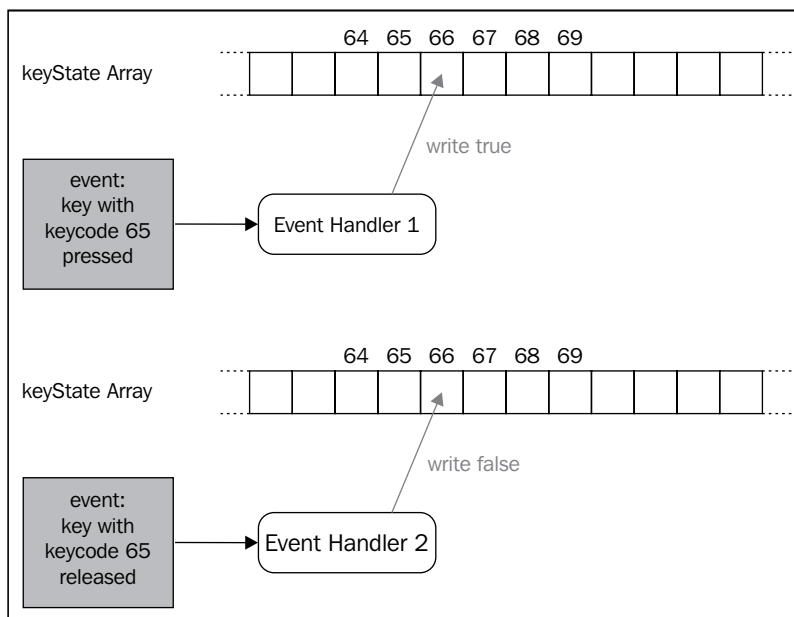 64 65 66 67 68 69
keyState Array
write true
event:
key with
keycode 65
pressed
Event Handler 1
64 65 66 67 68 69
keyState Array
write false
event:
key with
keycode 65
released
Event Handler 2